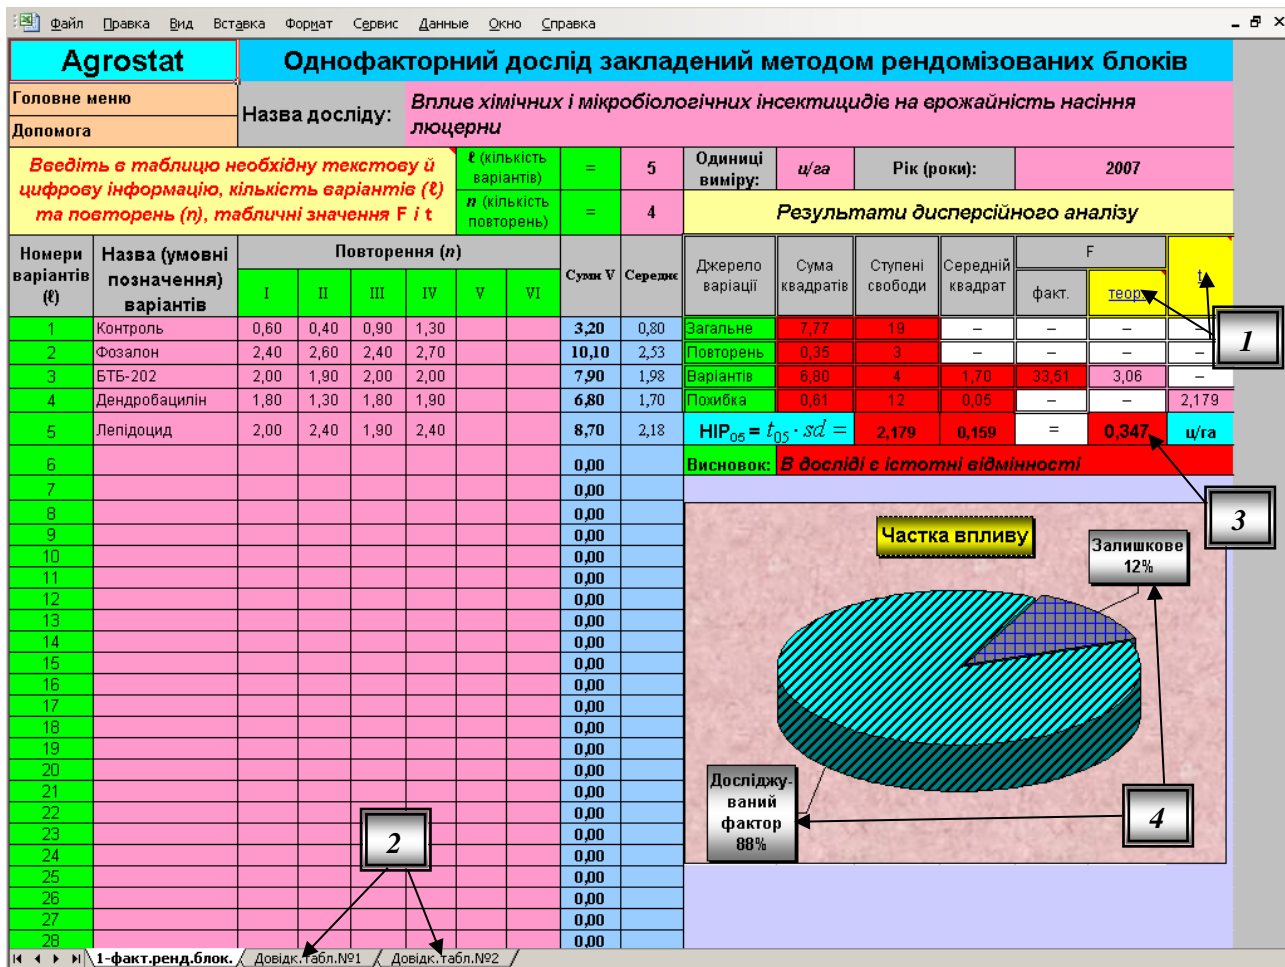 Файл Правка Вид Вставка Формат Сервис Данные Окно Справка
Agrostat
Однофакторний дослід закладений методом рендомізованих блоків
Головне меню
Допомога
Назва досліду:
Вплив хімічних і мікробіологічних інсектицидів на врожайність насіння
люцерни
Введіть в таблицю необхідну текстову й
цифрову інформацію, кількість варіантів (ℓ)
та повторень (n), табличні значення F і t
ℓ (кількість
варіантів)
= 5
n (кількість
повторень)
= 4
Одиниці
виміру:
ц/га
Рік (роки):
2007
Результати дисперсійного аналізу
Номери
варіантів
(ℓ)
Назва (умовні
позначення)
варіантів
Повторення (n)
I II III IV V VI
Суми V
Середнє
Джерело
варіації
Сума
квадратів
Ступені
свободи
Середній
квадрат
F
факт. теор.
t
1 Контроль 0,60 0,40 0,90 1,30 3,20 0,80 Загальне 7,77 19 – – – –
2 Фозалон 2,40 2,60 2,40 2,70 10,10 2,53 Повторень 0,35 3 – – –
3 БТБ-202 2,00 1,90 2,00 2,00 7,90 1,98 Варіантів 6,80 4 1,70 33,51 3,06 –
4 Дендробацилін 1,80 1,30 1,80 1,90 6,80 1,70 Похибка 0,61 12 0,05 – – 2,179
5 Лепідоцид 2,00 2,40 1,90 2,40 8,70 2,18 НІР05 = t05 · sd = 2,179 0,159 = 0,347 ц/га
6 0,00 Висновок: В досліді є істотні відмінності
7 0,00
8 0,00
9 0,00
10 0,00
11 0,00
12 0,00
13 0,00
14 0,00
15 0,00
16 0,00
17 0,00
18 0,00
19 0,00
20 0,00
21 0,00
22 0,00
23 0,00
24 0,00
25 0,00
26 0,00
27 0,00
28 0,00
1
3
Частка впливу
Залишкове
12%
Досліджу-
ваний
фактор
88%
4
2
1-факт.ренд.блок. Довідк.табл.№1 Довідк.табл.№2